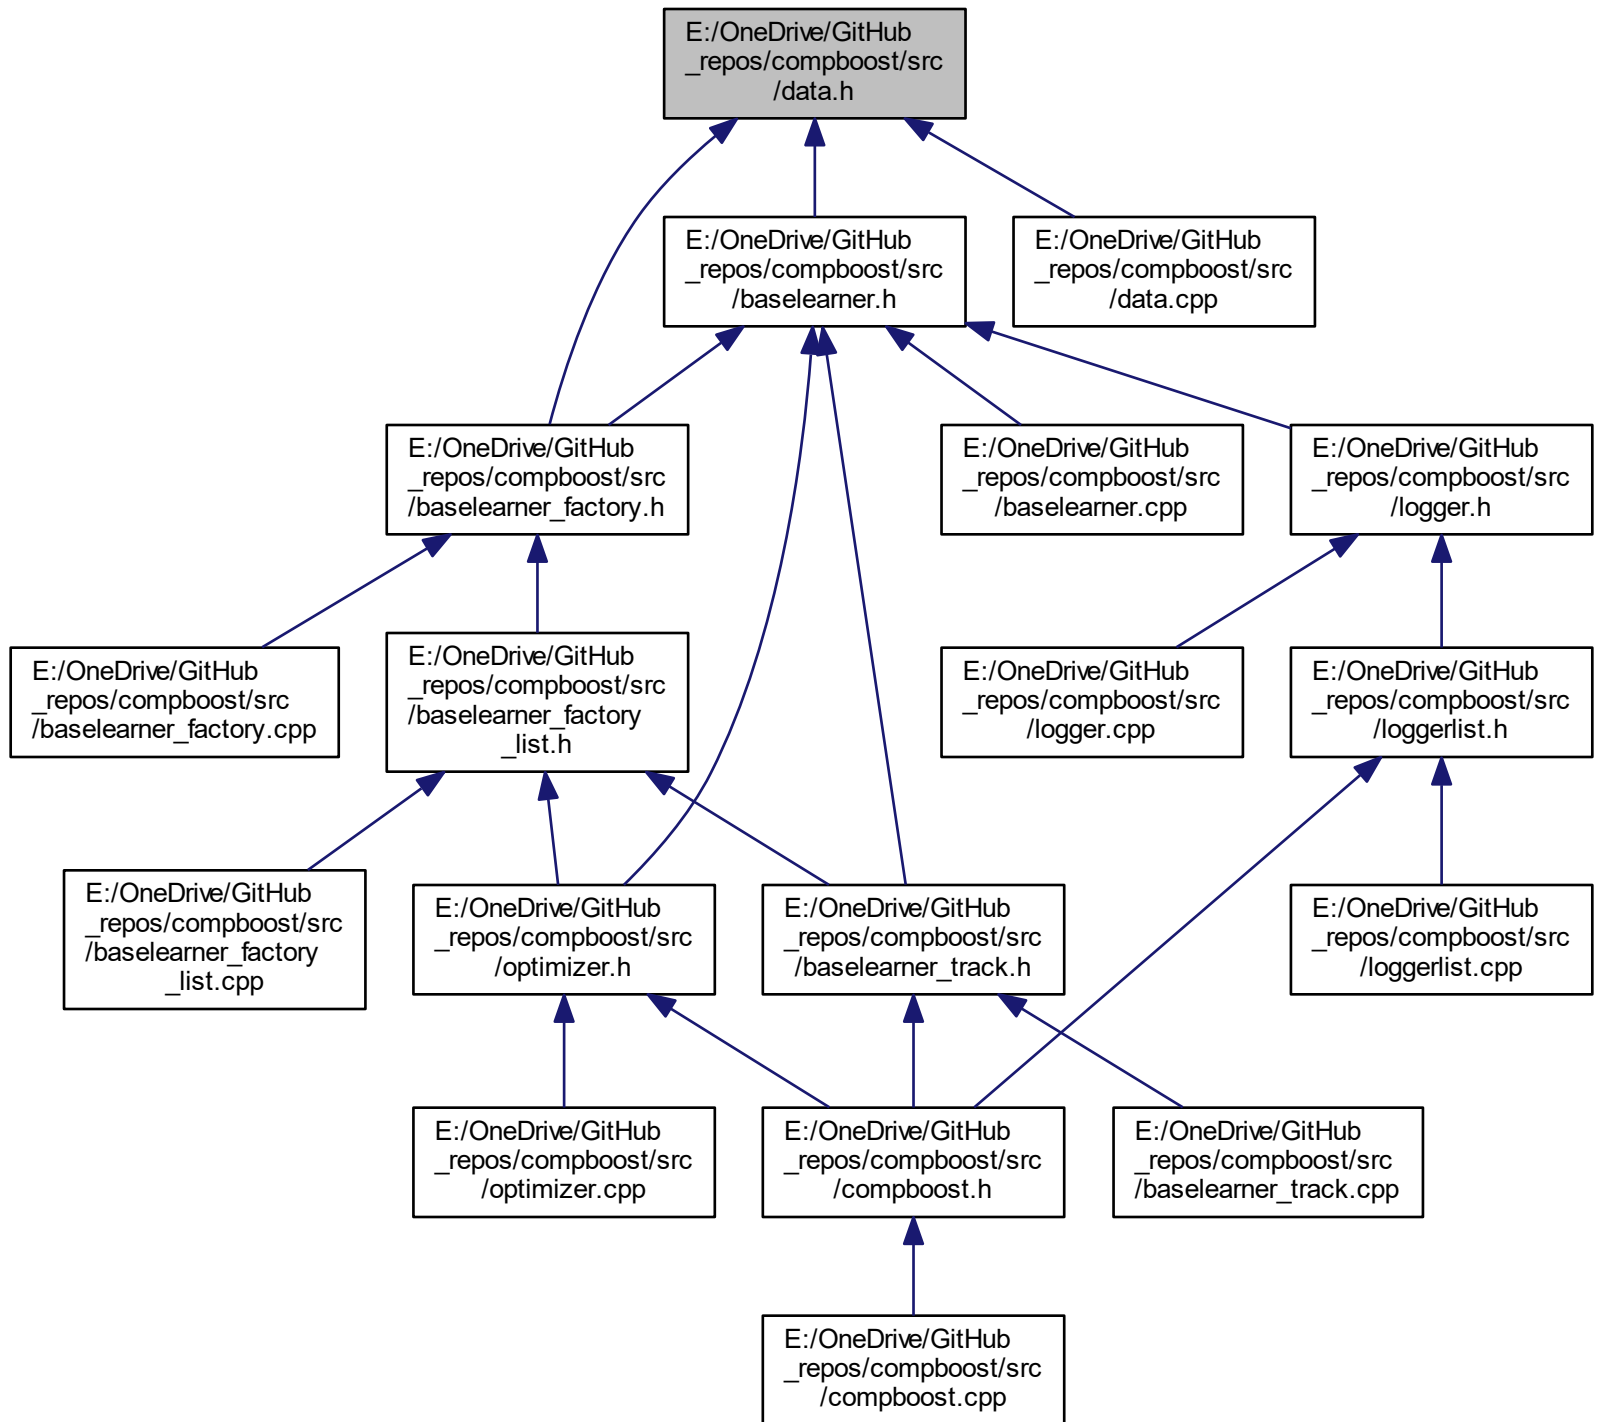 E:/OneDrive/GitHub
_repos/compboost/src
/data.h
E:/OneDrive/GitHub
_repos/compboost/src
/baselearner.h
E:/OneDrive/GitHub
_repos/compboost/src
/data.cpp
E:/OneDrive/GitHub
_repos/compboost/src
/baselearner_factory.h
E:/OneDrive/GitHub
_repos/compboost/src
/baselearner.cpp
E:/OneDrive/GitHub
_repos/compboost/src
/logger.h
E:/OneDrive/GitHub
_repos/compboost/src
/baselearner_factory.cpp
E:/OneDrive/GitHub
_repos/compboost/src
/baselearner_factory
_list.h
E:/OneDrive/GitHub
_repos/compboost/src
/logger.cpp
E:/OneDrive/GitHub
_repos/compboost/src
/loggerlist.h
E:/OneDrive/GitHub
_repos/compboost/src
/baselearner_factory
_list.cpp
E:/OneDrive/GitHub
_repos/compboost/src
/optimizer.h
E:/OneDrive/GitHub
_repos/compboost/src
/baselearner_track.h
E:/OneDrive/GitHub
_repos/compboost/src
/loggerlist.cpp
E:/OneDrive/GitHub
_repos/compboost/src
/optimizer.cpp
E:/OneDrive/GitHub
_repos/compboost/src
/compboost.h
E:/OneDrive/GitHub
_repos/compboost/src
/baselearner_track.cpp
E:/OneDrive/GitHub
_repos/compboost/src
/compboost.cpp